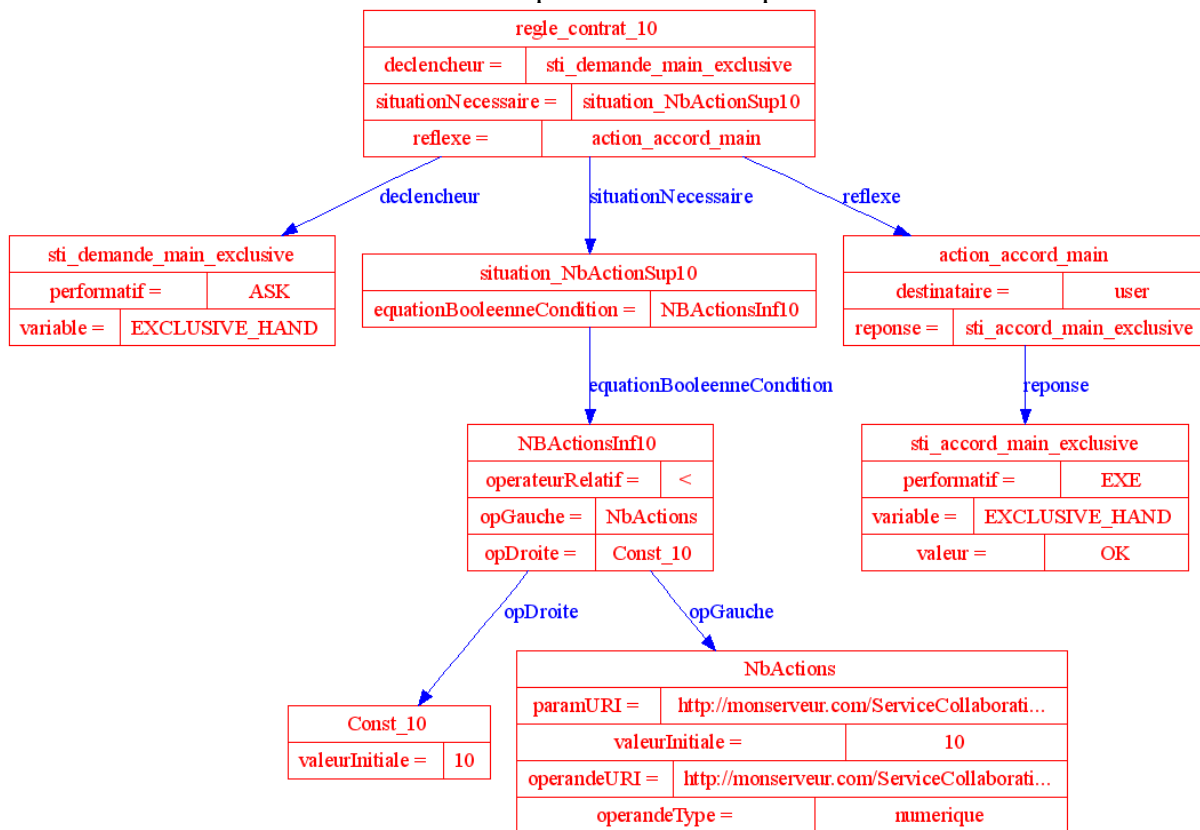 regle_contrat_10
declencheur = sti_demande_main_exclusive
situationNecessaire = situation_NbActionSup10
reflexe = action_accord_main
declencheur
situationNecessaire
reflexe
sti_demande_main_exclusive
performatif = ASK
variable = EXCLUSIVE_HAND
situation_NbActionSup10
equationBooleenneCondition = NBActionsInf10
action_accord_main
destinataire = user
reponse = sti_accord_main_exclusive
equationBooleenneCondition
reponse
NBActionsInf10
operateurRelatif = <
opGauche = NbActions
opDroite = Const_10
sti_accord_main_exclusive
performatif = EXE
variable = EXCLUSIVE_HAND
valeur = OK
opDroite
opGauche
Const_10
valeurInitiale = 10
NbActions
paramURI = http://monserveur.com/ServiceCollaborati...
valeurInitiale = 10
operandeURI = http://monserveur.com/ServiceCollaborati...
operandeType = numerique